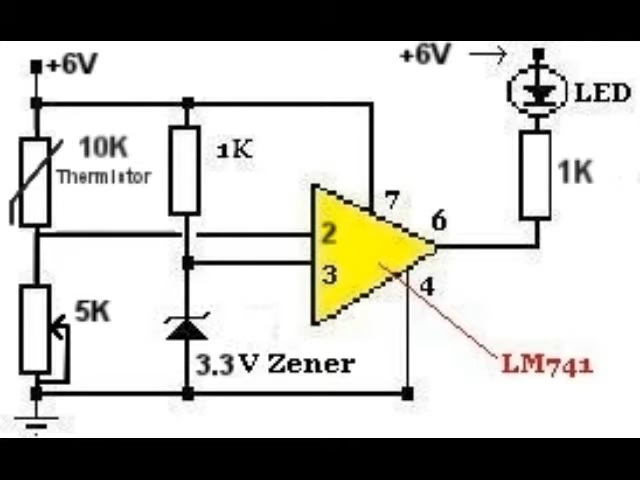 +6V
+6V
LED
10K
Thermistor
1K
1K
7
6
2
3
4
5K
3.3V Zener
LM741